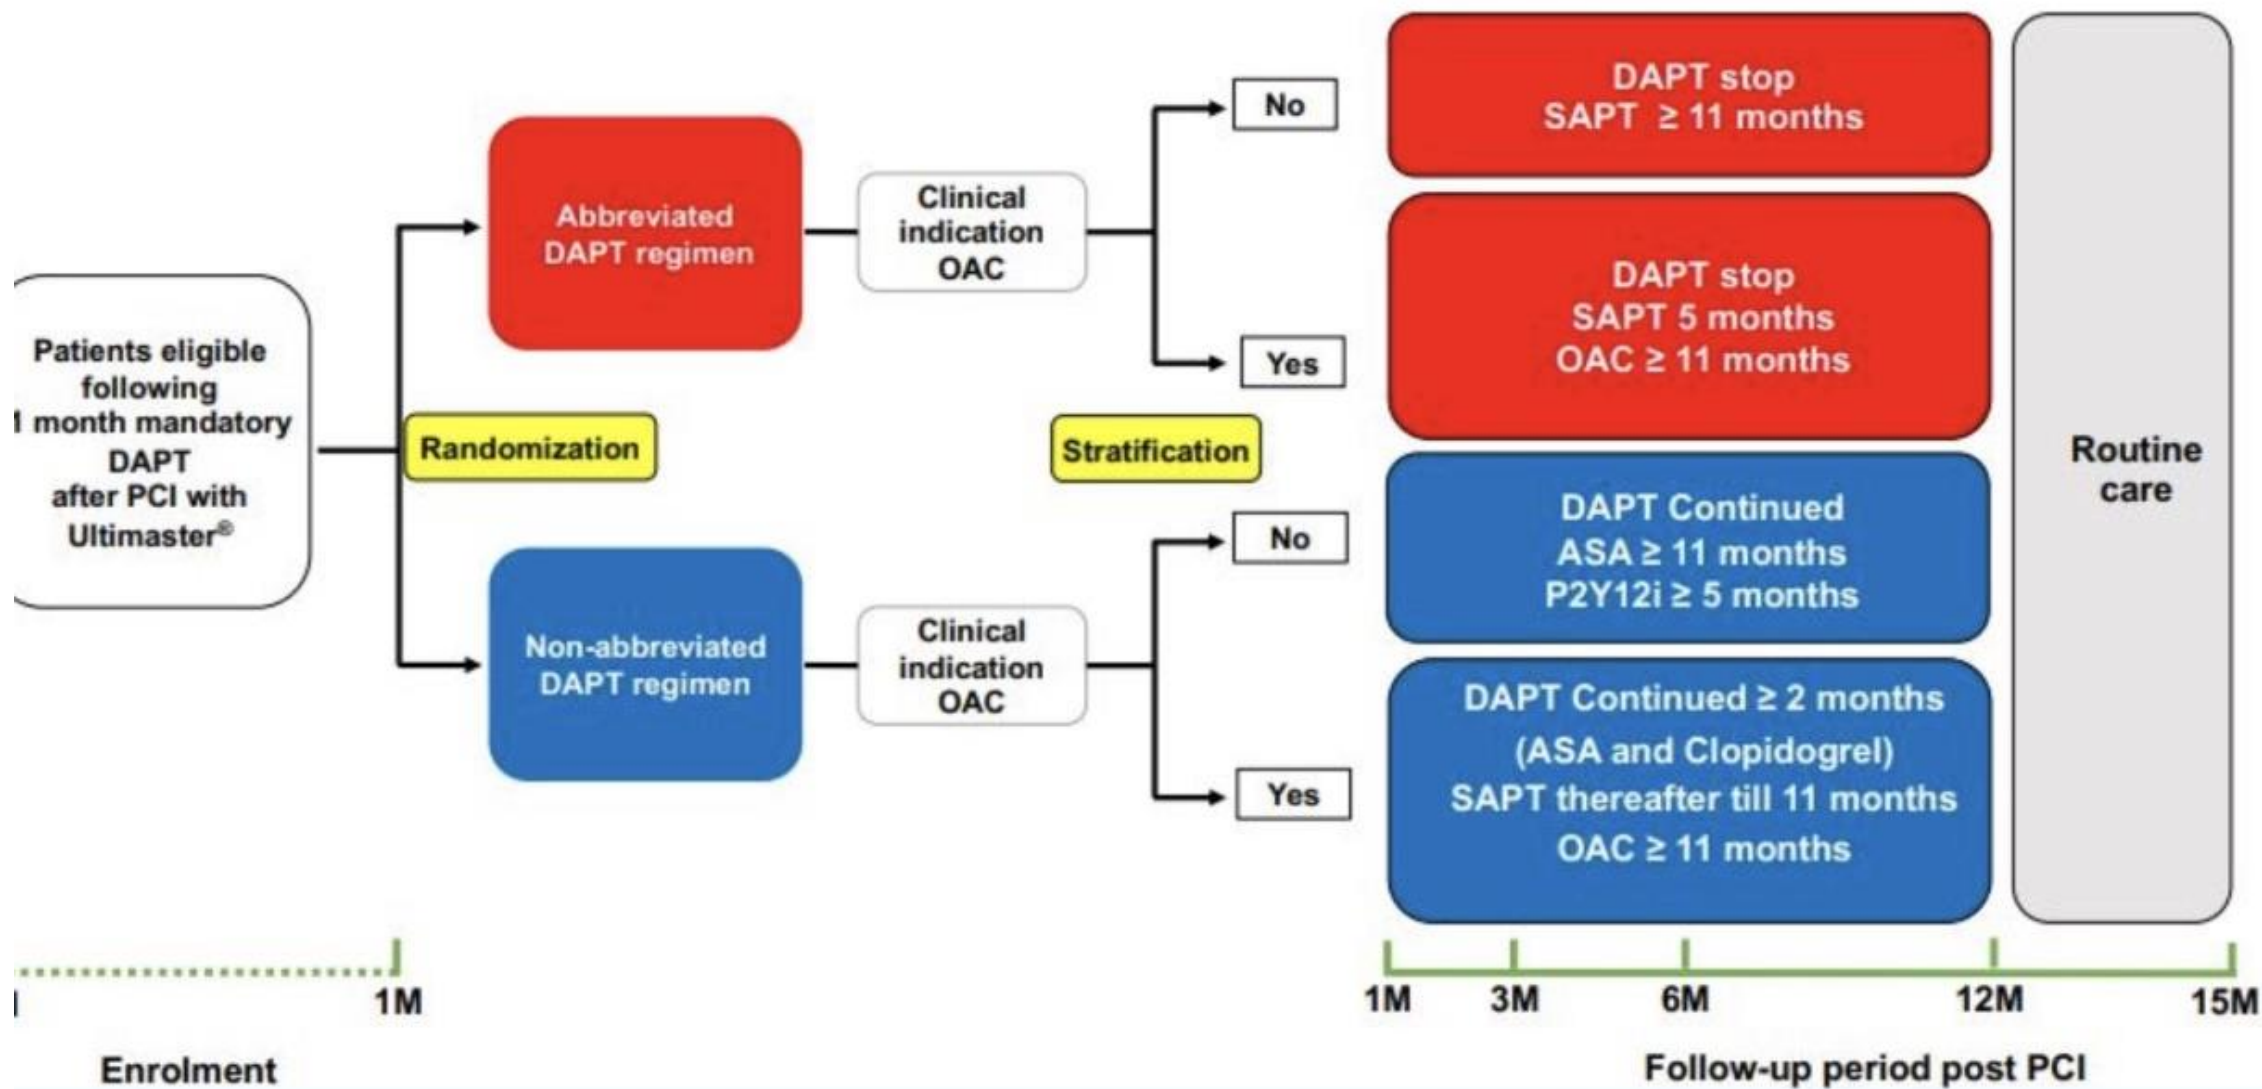 Patients eligible
following
1 month mandatory
DAPT
after PCI with
Ultimaster®
Randomization
Abbreviated
DAPT regimen
Non-abbreviated
DAPT regimen
Clinical
indication
OAC
Clinical
indication
OAC
Stratification
No
Yes
No
Yes
DAPT stop
SAPT ≥ 11 months
DAPT stop
SAPT 5 months
OAC ≥ 11 months
DAPT Continued
ASA ≥ 11 months
P2Y12i ≥ 5 months
DAPT Continued ≥ 2 months
(ASA and Clopidogrel)
SAPT thereafter till 11 months
OAC ≥ 11 months
Routine
care
1M
1M 3M 6M 12M 15M
Enrolment
Follow-up period post PCI